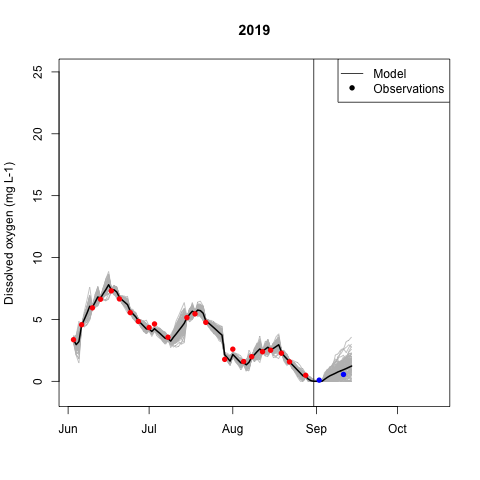 2019
Model
Observations
Dissolved oxygen (mg L-1)
25
20
15
10
5
0
Jun
Jul
Aug
Sep
Oct